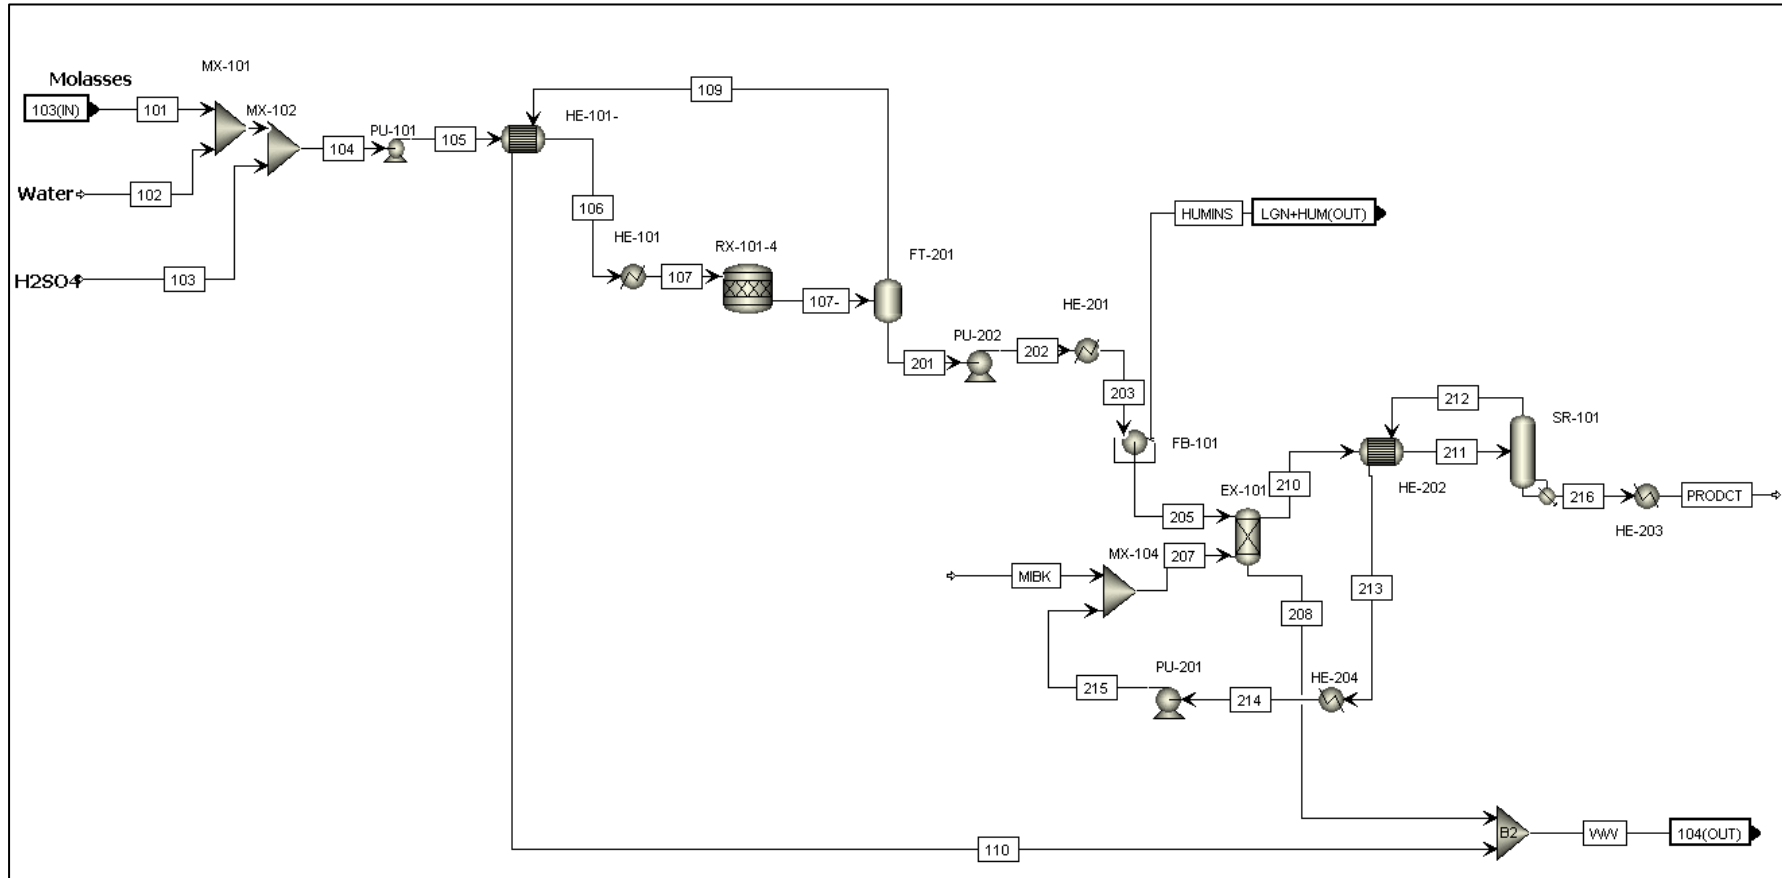 MX-101
Molasses
103(IN)
101
MX-102
104
PU-101
105
HE-101-
109
Water
102
H2SO4
103
106
HE-101
107
RX-101-4
107-
FT-201
201
PU-202
202
HE-201
203
HUMINS
LGN+HUM(OUT)
FB-101
205
EX-101
210
HE-202
212
211
SR-101
216
HE-203
PRODCT
MIBK
MX-104
207
208
213
215
PU-201
214
HE-204
110
B2
WW
104(OUT)